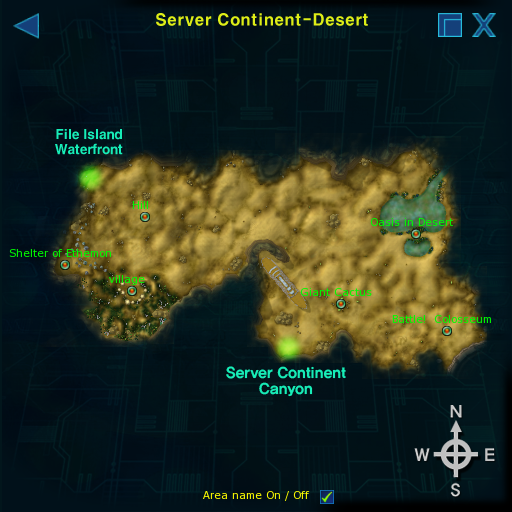 Server Continent-Desert
File Island
Waterfront
Hill
Oasis in Desert
Shelter of Ethemon
Village
Giant Cactus
Colosseum
Server Continent
Canyon
N
W E
S
Area name On / Off